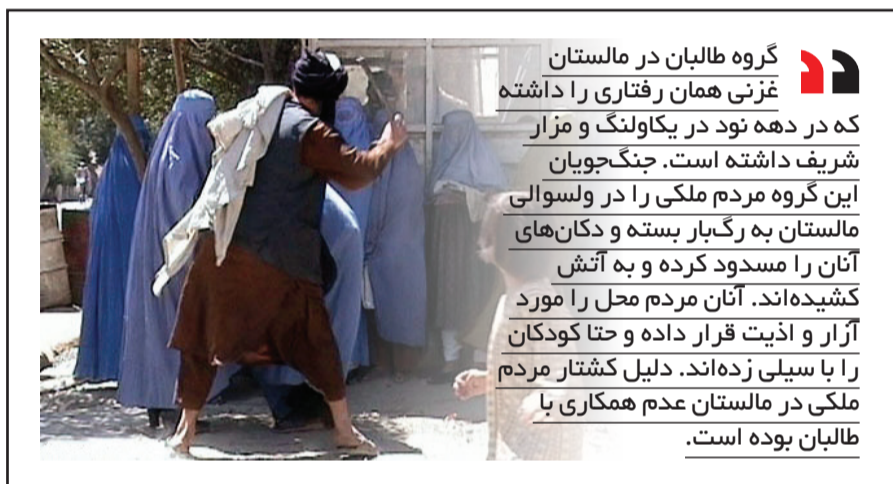 گروه طالبان در مالستان
غزنی همان رفتاری را داشته
که در دهه نود در یکاولنگ و مزار
شریف داشته است. جنگ‌جویان
این گروه مردم ملکی را در ولسوالی
مالستان به رگ‌بار بسته و دکان‌های
آنان را مسدود کرده و به آتش
کشیده‌اند. آنان مردم محل را مورد
آزار و اذیت قرار داده و حتا کودکان
را با سیلی زده‌اند. دلیل کشتار مردم
ملکی در مالستان عدم همکاری با
طالبان بوده است.